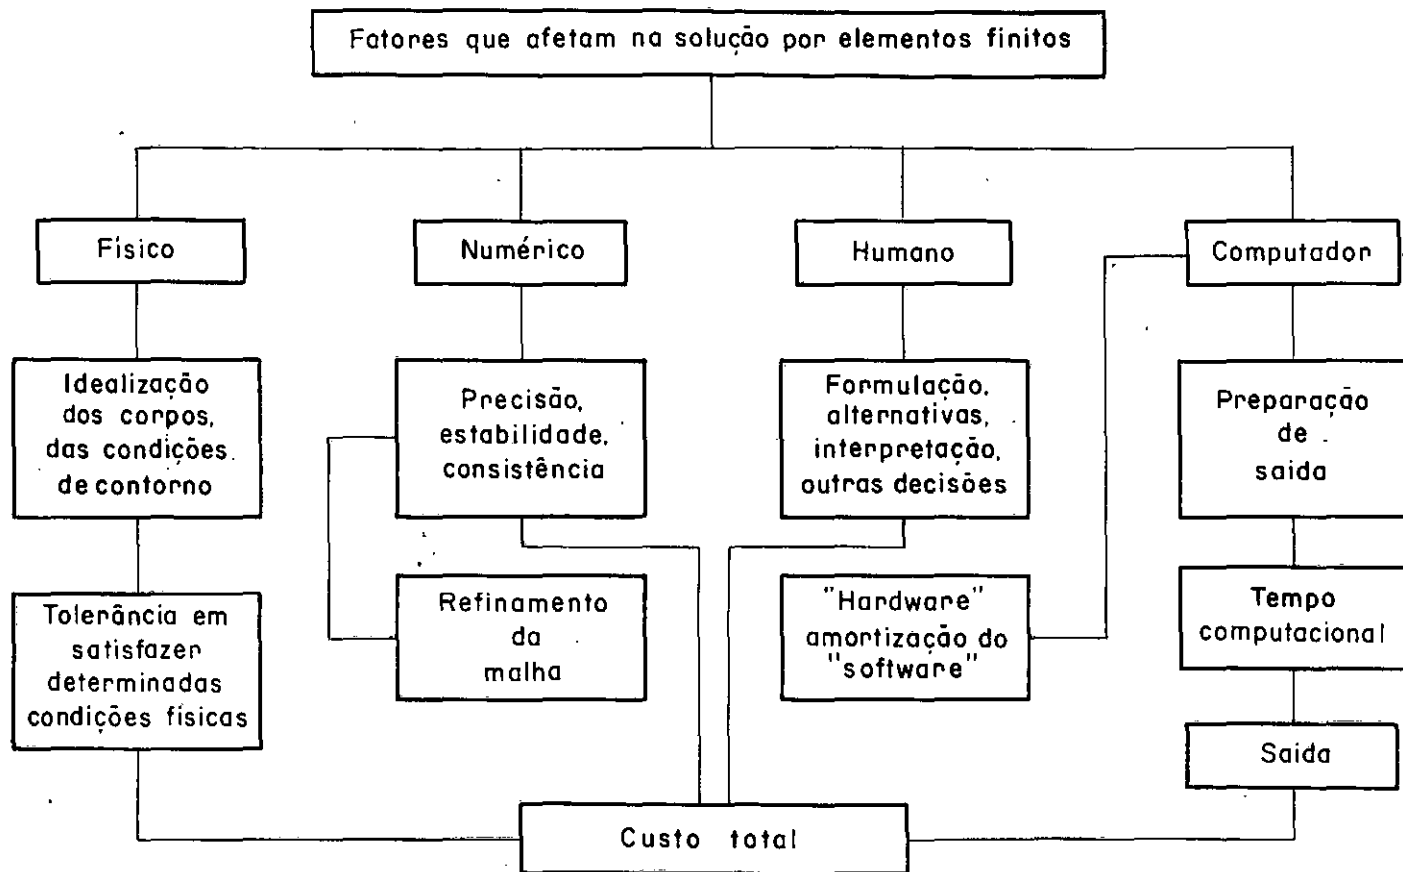 Fatores que afetam na solução por elementos finitos
Físico
Numérico
Humano
Computador
Idealização
dos corpos,
das condições
de contorno
Precisão,
estabilidade,
consistência
Formulação,
alternativas,
interpretação,
outras decisões
Preparação
de
saida
Tolerância em
satisfazer
determinadas
condições físicas
Refinamento
da
malha
"Hardware"
amortização do
"software"
Tempo
computacional
Saida
Custo total